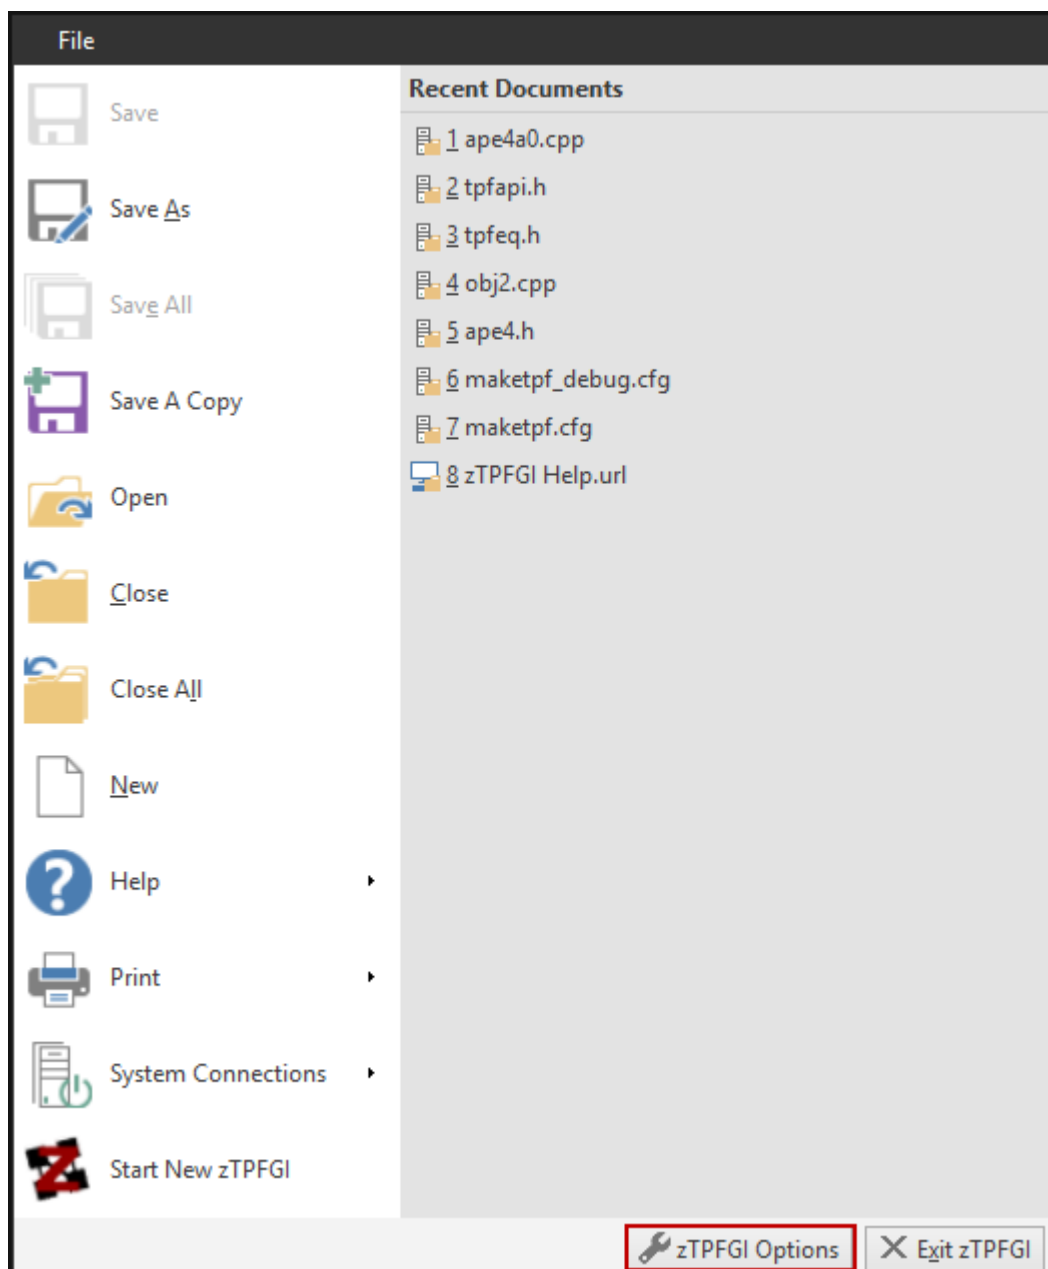 File
Save
Save As
Save All
Save A Copy
Open
Close
Close All
New
Help
Print
System Connections
Start New zTPFGI
Recent Documents
1 ape4a0.cpp
2 tpfapi.h
3 tpfeq.h
4 obj2.cpp
5 ape4.h
6 maketpf_debug.cfg
7 maketpf.cfg
8 zTPFGI Help.url
zTPFGI Options
Exit zTPFGI